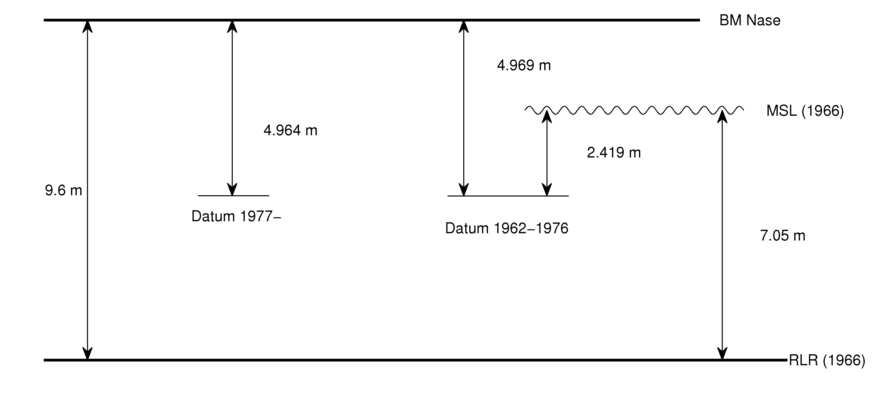 BM Nase
4.969 m
MSL (1966)
4.964 m
2.419 m
9.6 m
Datum 1977–
Datum 1962–1976
7.05 m
RLR (1966)